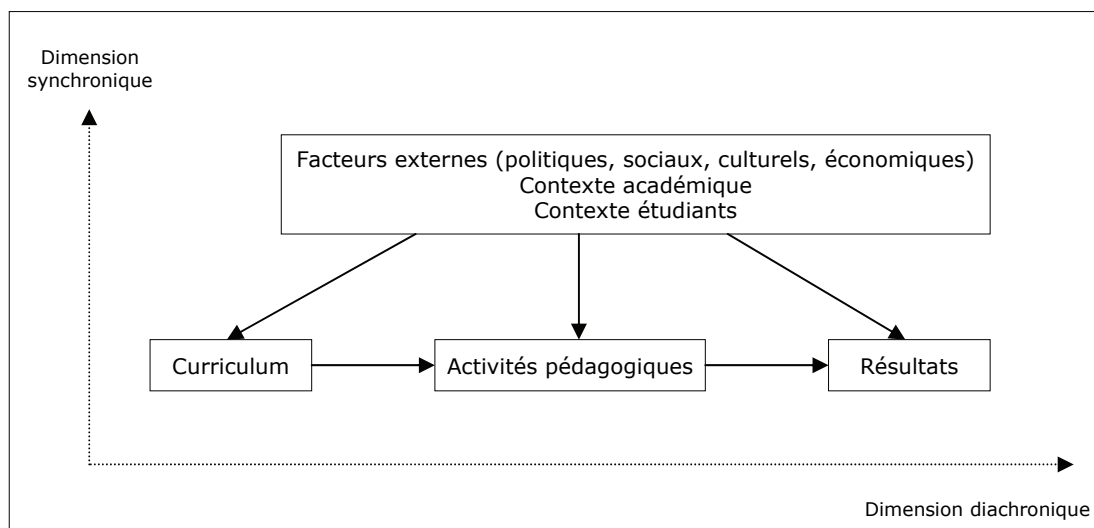 Dimension
synchronique
Facteurs externes (politiques, sociaux, culturels, économiques)
Contexte académique
Contexte étudiants
Curriculum
Activités pédagogiques
Résultats
Dimension diachronique